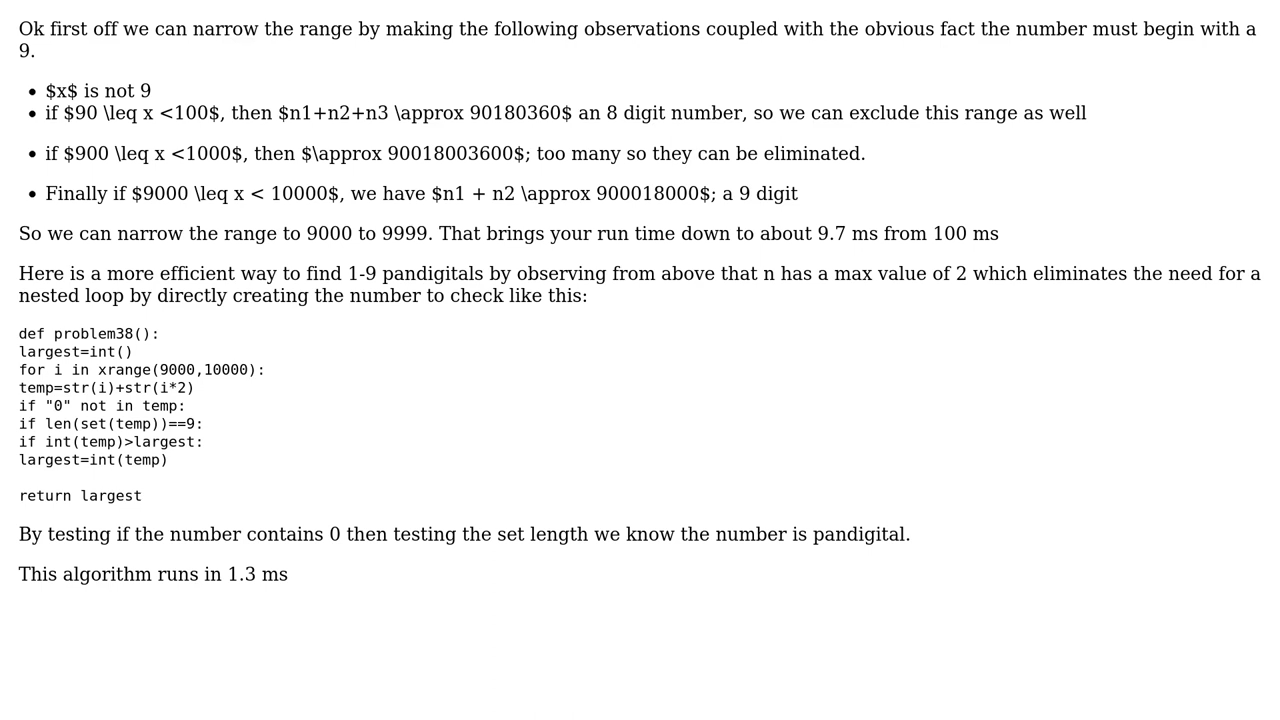 Ok first off we can narrow the range by making the following observations coupled with the obvious fact the number must begin with a
9.
• $x$ is not 9
• if $90 \leq x <100$, then $n1+n2+n3 \approx 90180360$ an 8 digit number, so we can exclude this range as well
• if $900 \leq x <1000$, then $\approx 90018003600$; too many so they can be eliminated.
• Finally if $9000 \leq x < 10000$, we have $n1 + n2 \approx 900018000$; a 9 digit
So we can narrow the range to 9000 to 9999. That brings your run time down to about 9.7 ms from 100 ms
Here is a more efficient way to find 1-9 pandigitals by observing from above that n has a max value of 2 which eliminates the need for a
nested loop by directly creating the number to check like this:
def problem38():
largest=int()
for i in xrange(9000,10000):
temp=str(i)+str(i*2)
if "0" not in temp:
if len(set(temp))==9:
if int(temp)>largest:
largest=int(temp)
return largest
By testing if the number contains 0 then testing the set length we know the number is pandigital.
This algorithm runs in 1.3 ms